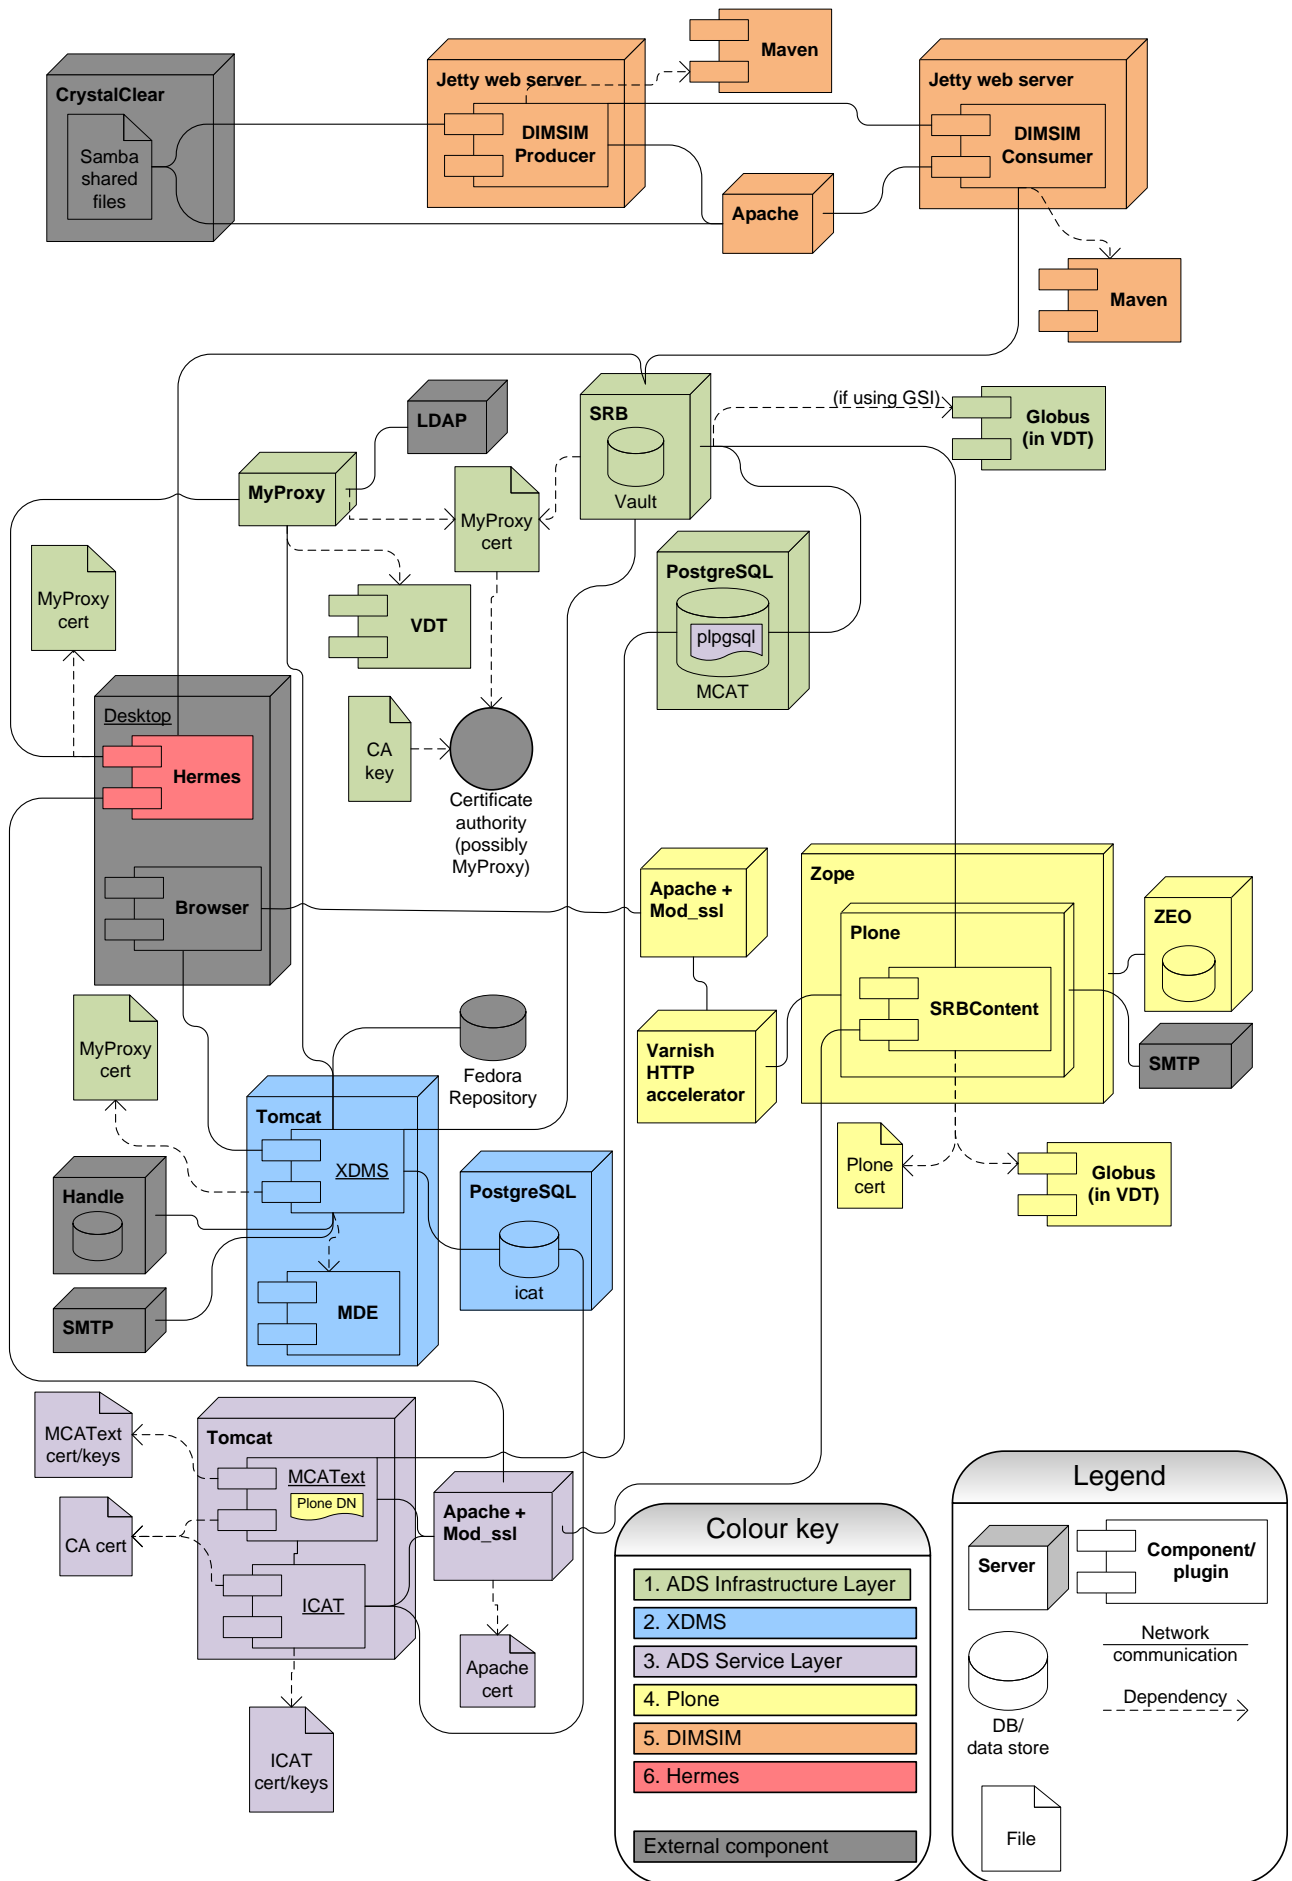 Maven
Jetty web server
Jetty web server
CrystalClear
DIMSIM
Producer
DIMSIM
Consumer
Samba
shared
files
Apache
Maven
(if using GSI)
LDAP
SRB
Globus
(in VDT)
MyProxy
Vault
MyProxy
cert
PostgreSQL
MyProxy
cert
VDT
plpgsql
MCAT
Desktop
CA
key
Hermes
Certificate
authority
(possibly
MyProxy)
Zope
Apache +
Mod_ssl
Browser
ZEO
Plone
SRBContent
MyProxy
cert
Varnish
HTTP
accelerator
Fedora
Repository
SMTP
Tomcat
XDMS
Plone
cert
Globus
(in VDT)
Handle
PostgreSQL
icat
MDE
SMTP
MCAText
cert/keys
Tomcat
MCAText
Plone DN
Apache +
Mod_ssl
CA cert
ICAT
Apache
cert
ICAT
cert/keys
Colour key
1. ADS Infrastructure Layer
2. XDMS
3. ADS Service Layer
4. Plone
5. DIMSIM
6. Hermes
External component
Legend
Server
Component/
plugin
Network
communication
DB/
data store
Dependency
File